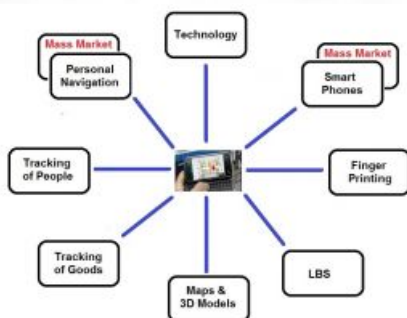 Technology
Mass Market
Personal
Navigation
Mass Market
Smart
Phones
Tracking
of People
Finger
Printing
Tracking
of Goods
LBS
Maps &
3D Models